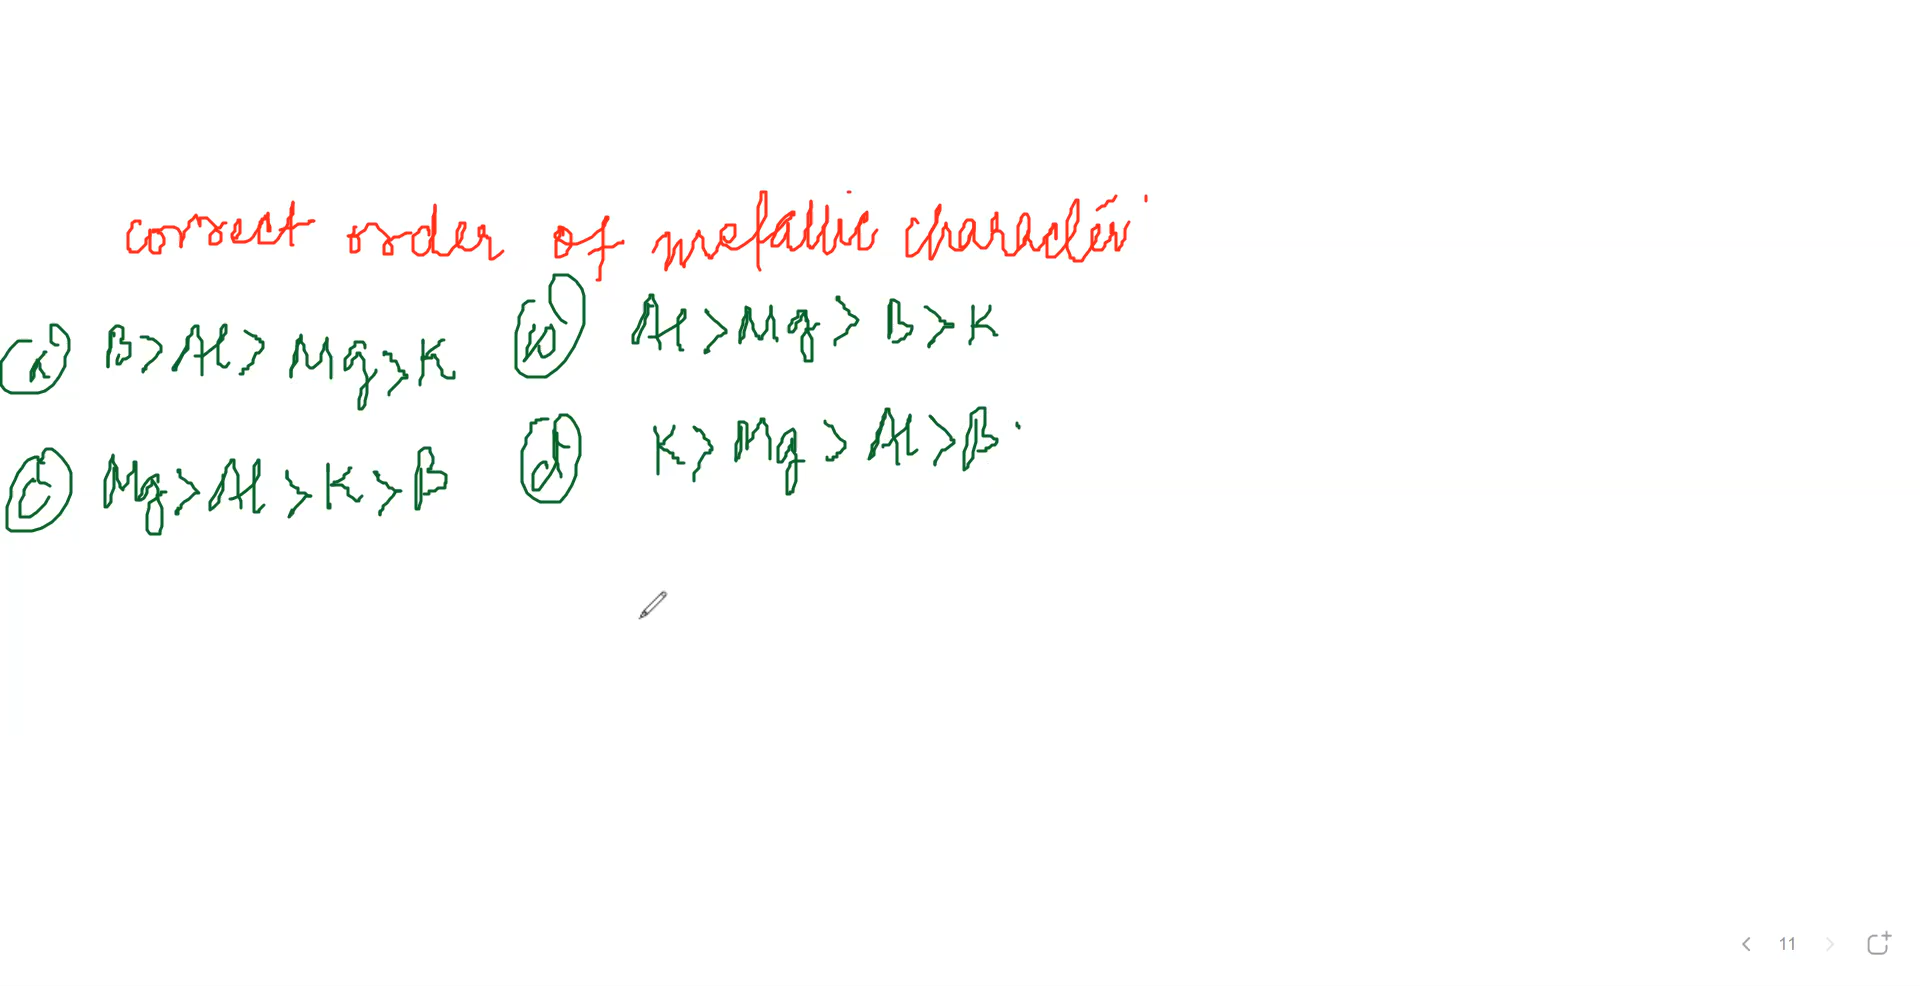 correct order of metallic character.
(a) B > Al > Mg > K
(b) Al > Mg > B > K
(c) Mg > Al > K > B
(d) K > Mg > Al > B.
11